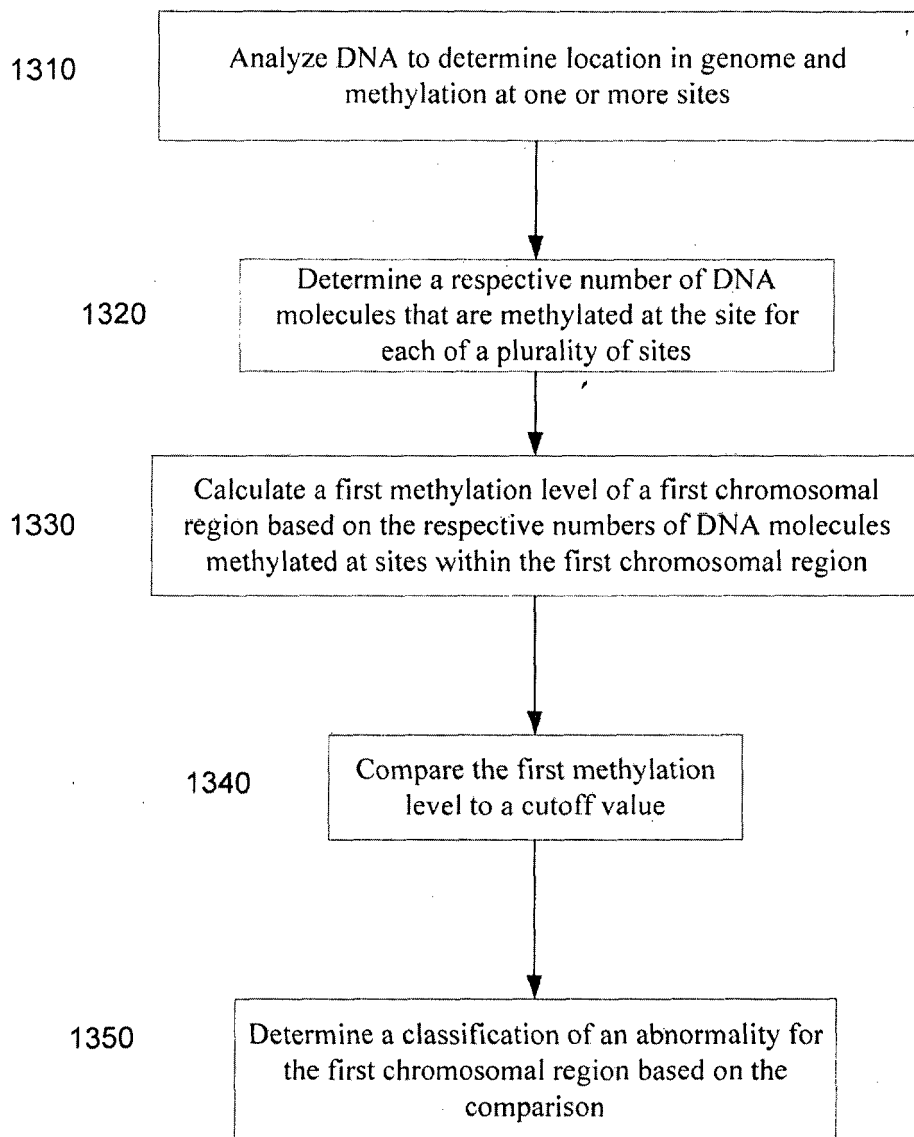 1310
Analyze DNA to determine location in genome and
methylation at one or more sites
1320
Determine a respective number of DNA
molecules that are methylated at the site for
each of a plurality of sites
1330
Calculate a first methylation level of a first chromosomal
region based on the respective numbers of DNA molecules
methylated at sites within the first chromosomal region
1340
Compare the first methylation
level to a cutoff value
1350
Determine a classification of an abnormality for
the first chromosomal region based on the
comparison